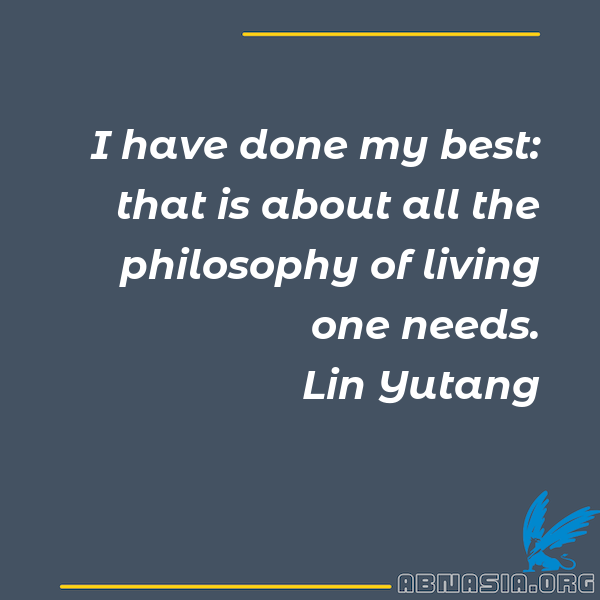 I have done my best:
that is about all the
philosophy of living
one needs.
Lin Yutang
ABNASIA.ORG